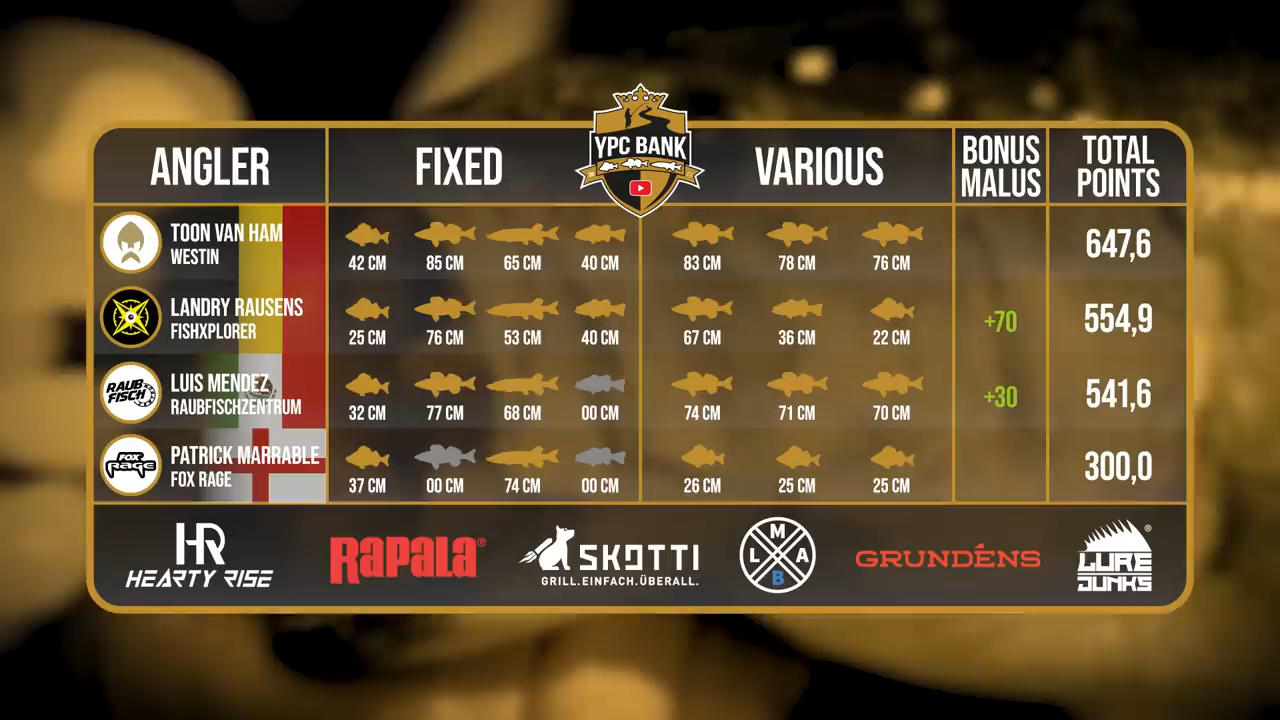 YPC BANK
ANGLER FIXED VARIOUS BONUS MALUS TOTAL POINTS
TOON VAN HAM
WESTIN
42 CM 85 CM 65 CM 40 CM 83 CM 78 CM 76 CM 647,6
LANDRY RAUSENS
FISHXPLORER
25 CM 76 CM 53 CM 40 CM 67 CM 36 CM 22 CM +70 554,9
RAUB FISCH
LUIS MENDEZ
RAUBFISCHZENTRUM
32 CM 77 CM 68 CM 00 CM 74 CM 71 CM 70 CM +30 541,6
FOX RAGE
PATRICK MARRABLE
FOX RAGE
37 CM 00 CM 74 CM 00 CM 26 CM 25 CM 25 CM 300,0
HR
HEARTY RISE
RAPALA®
SKOTTI
GRILL.EINFACH.ÜBERALL.
L M A B
GRUNDÉNS
LURE®
JUNKS